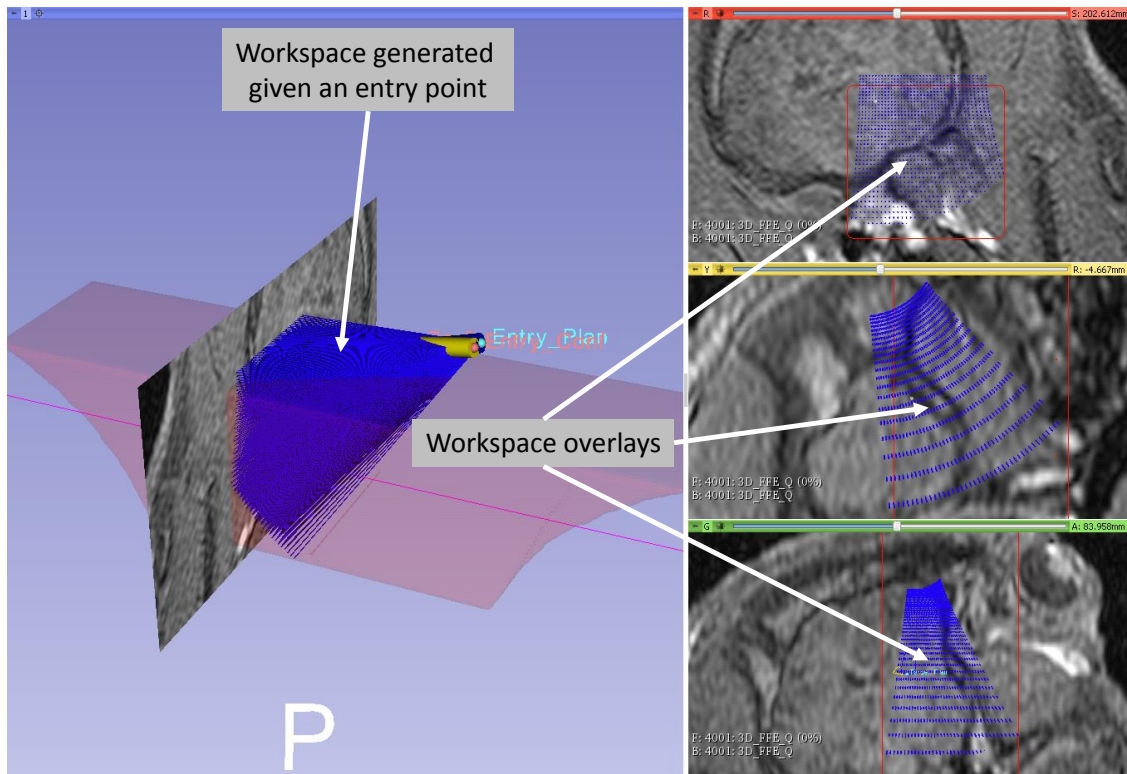 1
Workspace generated
given an entry point
Entry_Plan
Workspace overlays
P
R
S: 202.612mm
F: 4001: 3D_FFE_Q (0%)
B: 4001: 3D_FFE_Q
Y
R: -4.667mm
F: 4001: 3D_FFE_Q (0%)
B: 4001: 3D_FFE_Q
G
A: 83.958mm
F: 4001: 3D_FFE_Q (0%)
B: 4001: 3D_FFE_Q